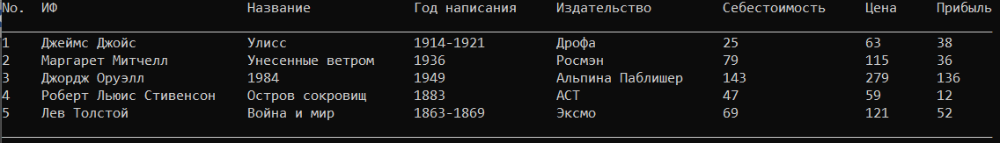 No. ИФ Название Год написания Издательство Себестоимость Цена Прибыль
1 Джеймс Джойс Улисс 1914-1921 Дрофа 25 63 38
2 Маргарет Митчелл Унесенные ветром 1936 Росмэн 79 115 36
3 Джордж Оруэлл 1984 1949 Альпина Паблишер 143 279 136
4 Роберт Льюис Стивенсон Остров сокровищ 1883 АСТ 47 59 12
5 Лев Толстой Война и мир 1863-1869 Эксмо 69 121 52